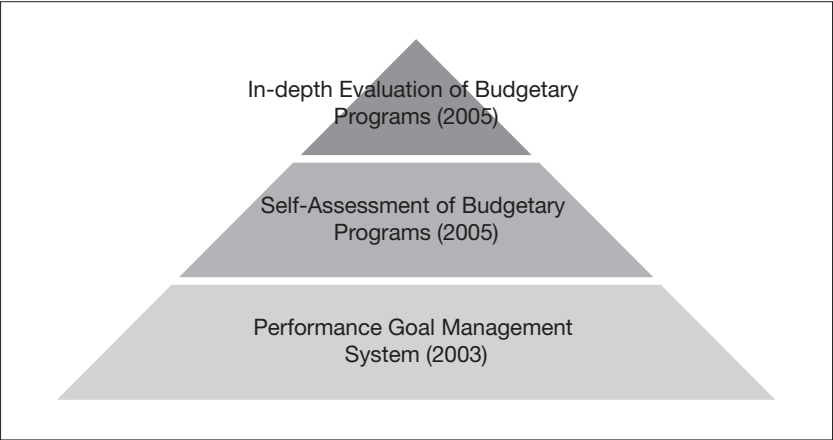 In-depth Evaluation of Budgetary
Programs (2005)
Self-Assessment of Budgetary
Programs (2005)
Performance Goal Management
System (2003)